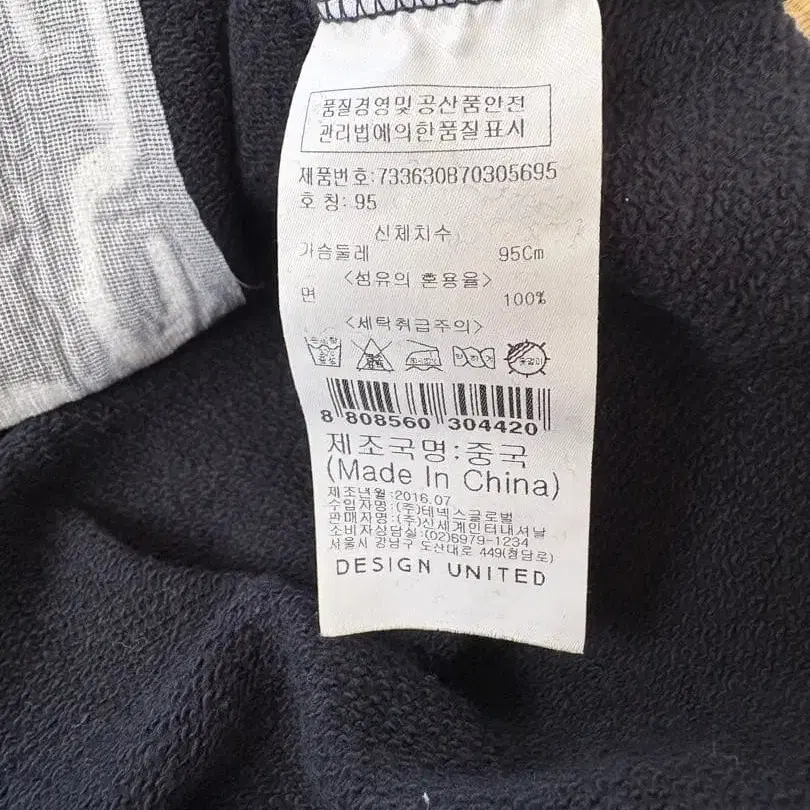 품질경영및공산품안전
관리법에의한품질표시
제품번호:733630870305695
호 칭: 95
신체치수
가슴둘레 95Cm
<섬유의 혼용율>
면 100%
<세탁취급주의>
8 808560 304420
제조국명:중국
(Made In China)
제조년월:2016.07
수입자명:(주)테넥스글로벌
판매자명:(주)신세계인터내셔날
소비자상담실:(02)6979-1234
서울시 강남구 도산대로 449(청담로)
DESIGN UNITED